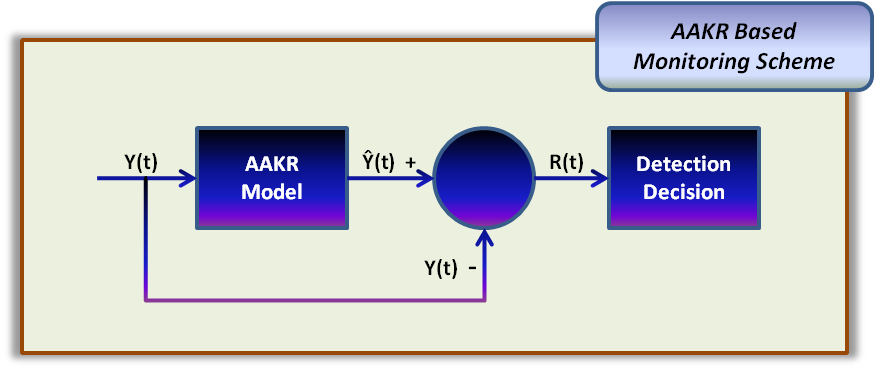 AAKR Based
Monitoring Scheme
Y(t)
AAKR
Model
Ŷ(t) +
R(t)
Detection
Decision
Y(t) -